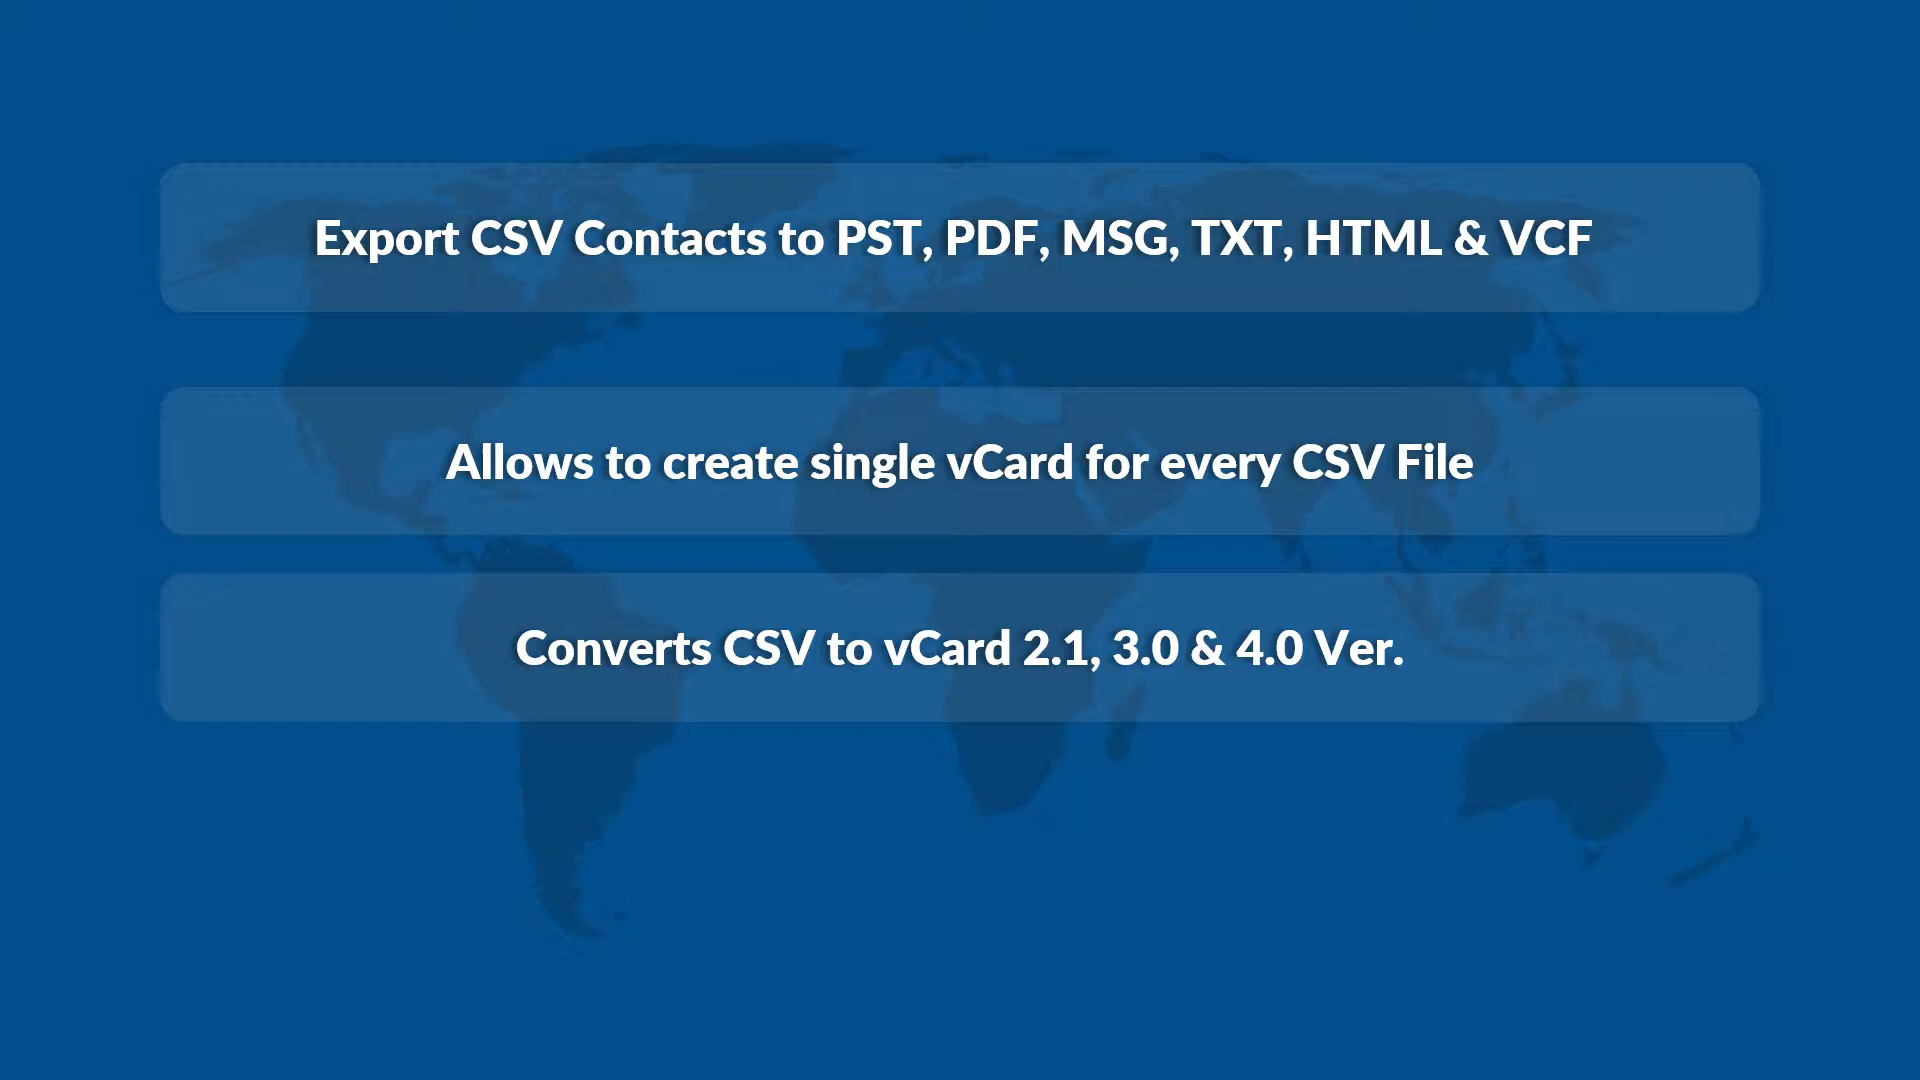 Export CSV Contacts to PST, PDF, MSG, TXT, HTML & VCF
Allows to create single vCard for every CSV File
Converts CSV to vCard 2.1, 3.0 & 4.0 Ver.